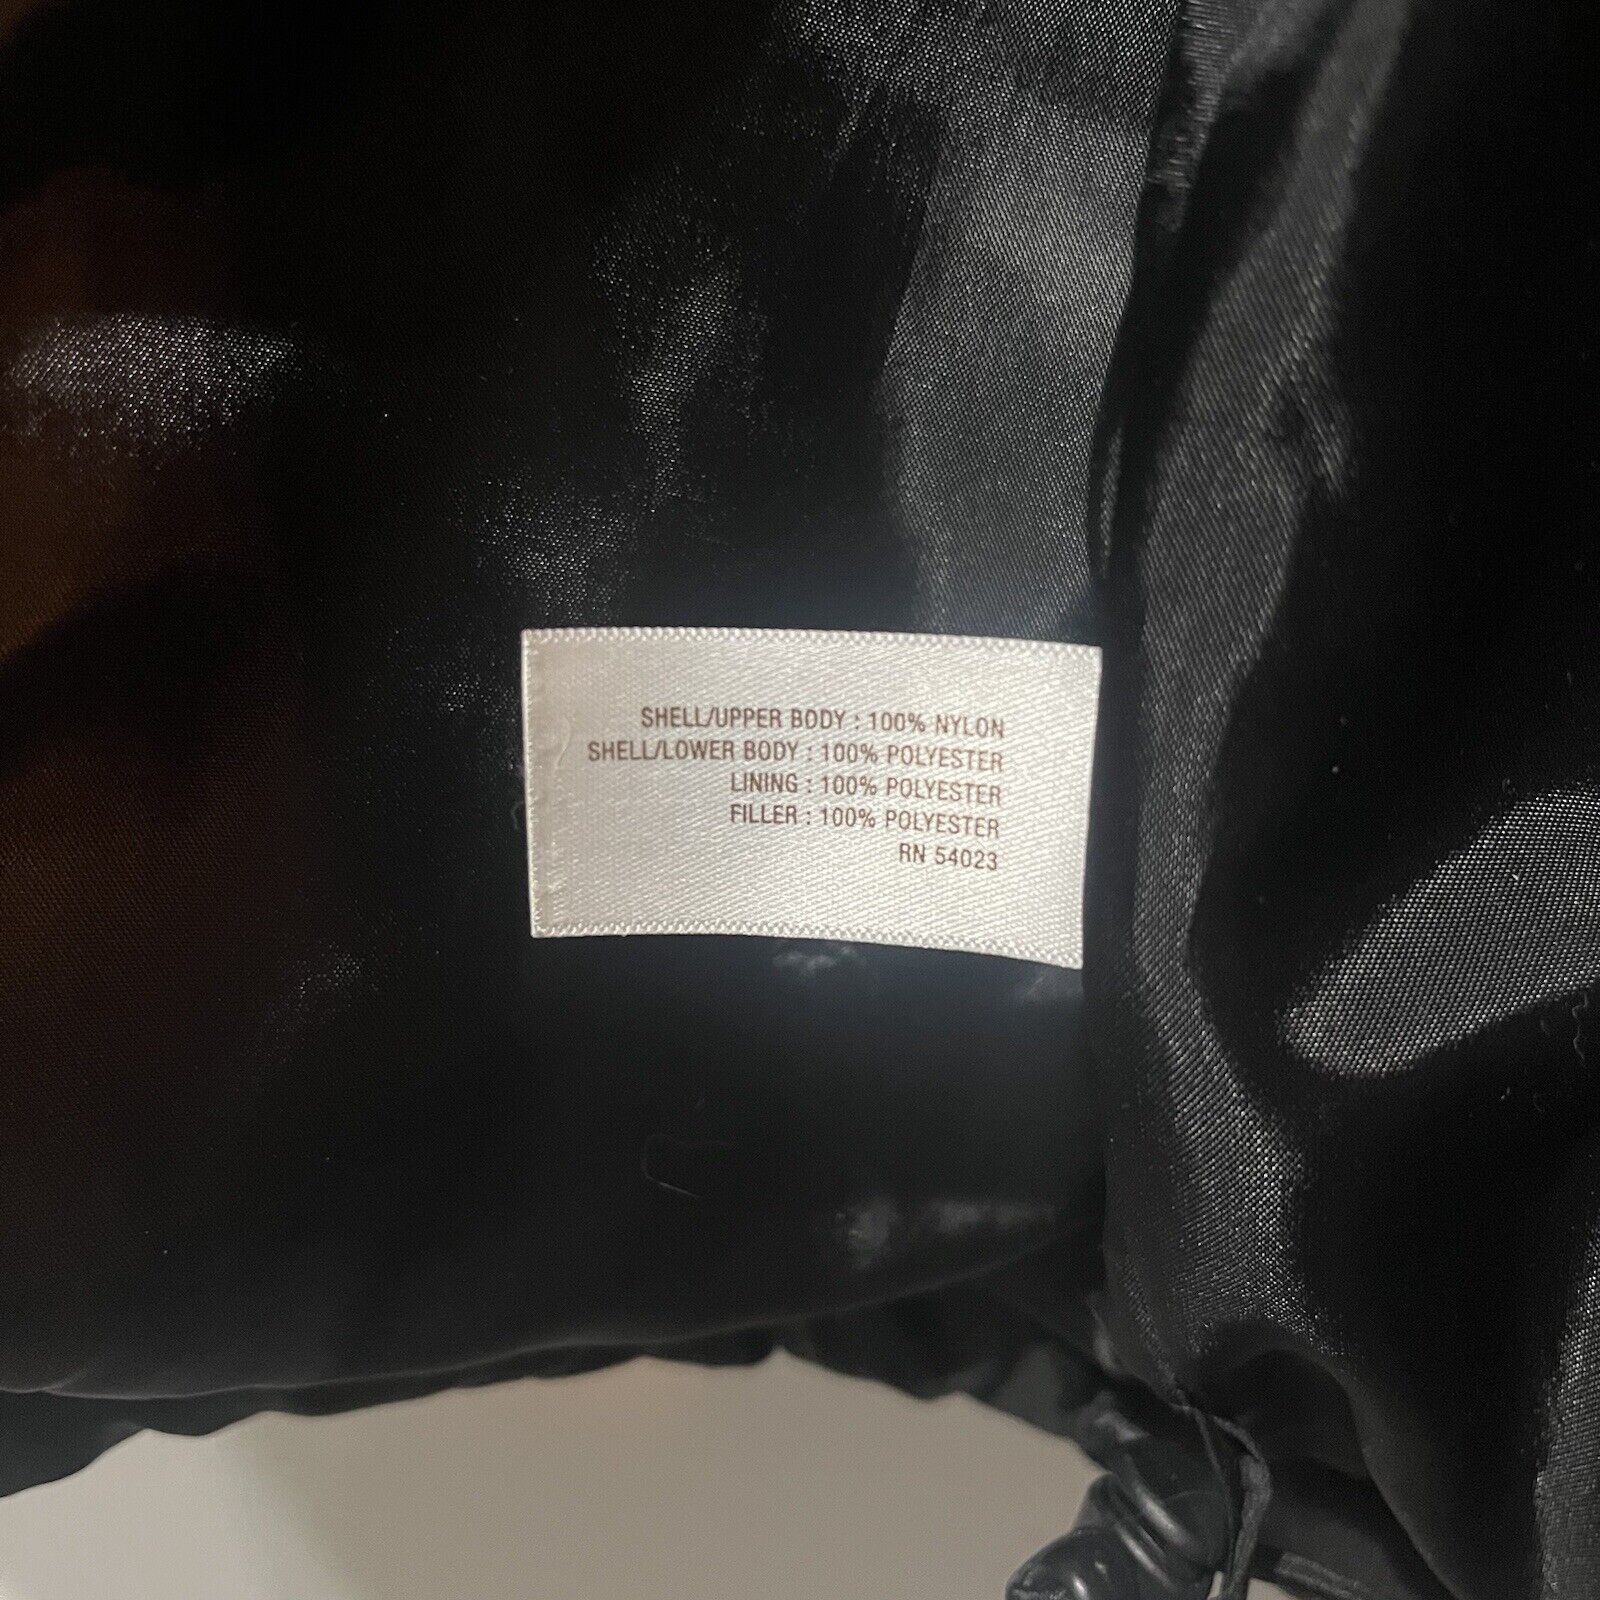 SHELL/UPPER BODY : 100% NYLON
SHELL/LOWER BODY : 100% POLYESTER
LINING : 100% POLYESTER
FILLER : 100% POLYESTER
RN 54023